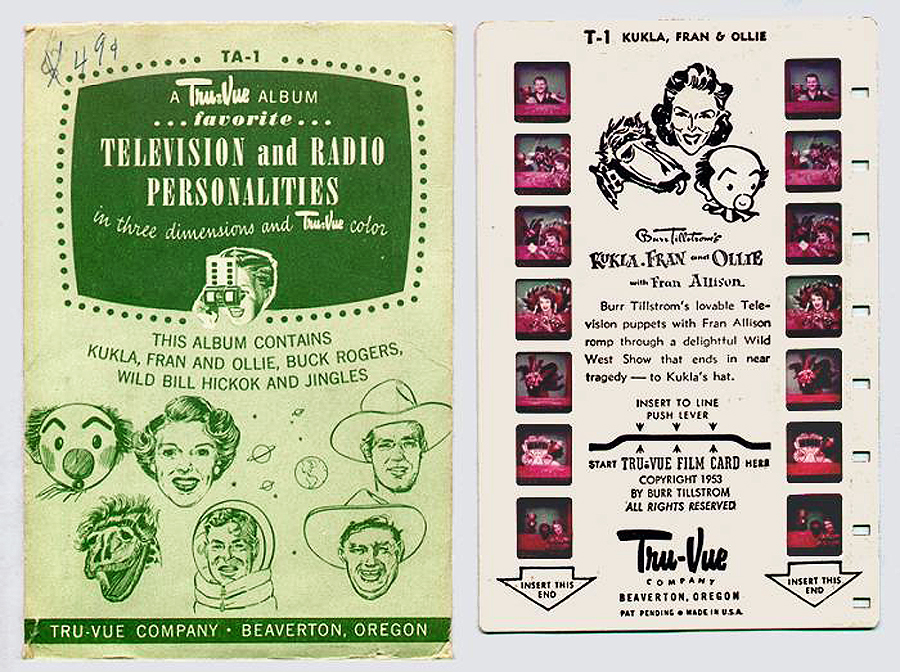 49¢
TA-1
A Tru-Vue ALBUM
...favorite...
TELEVISION and RADIO
PERSONALITIES
in three dimensions and Tru-Vue color
THIS ALBUM CONTAINS
KUKLA, FRAN AND OLLIE, BUCK ROGERS,
WILD BILL HICKOK AND JINGLES
TRU-VUE COMPANY · BEAVERTON, OREGON
T-1 KUKLA, FRAN & OLLIE
Burr Tillstrom's
KUKLA, FRAN and OLLIE
with Fran Allison
Burr Tillstrom's lovable Tele-
vision puppets with Fran Allison
romp through a delightful Wild
West Show that ends in near
tragedy — to Kukla's hat.
INSERT TO LINE
PUSH LEVER
START TRU-VUE FILM CARD HERE
COPYRIGHT 1953
BY BURR TILLSTROM
ALL RIGHTS RESERVED
Tru-Vue
COMPANY
BEAVERTON, OREGON
PAT PENDING • MADE IN U.S.A.
INSERT THIS
END
INSERT THIS
END